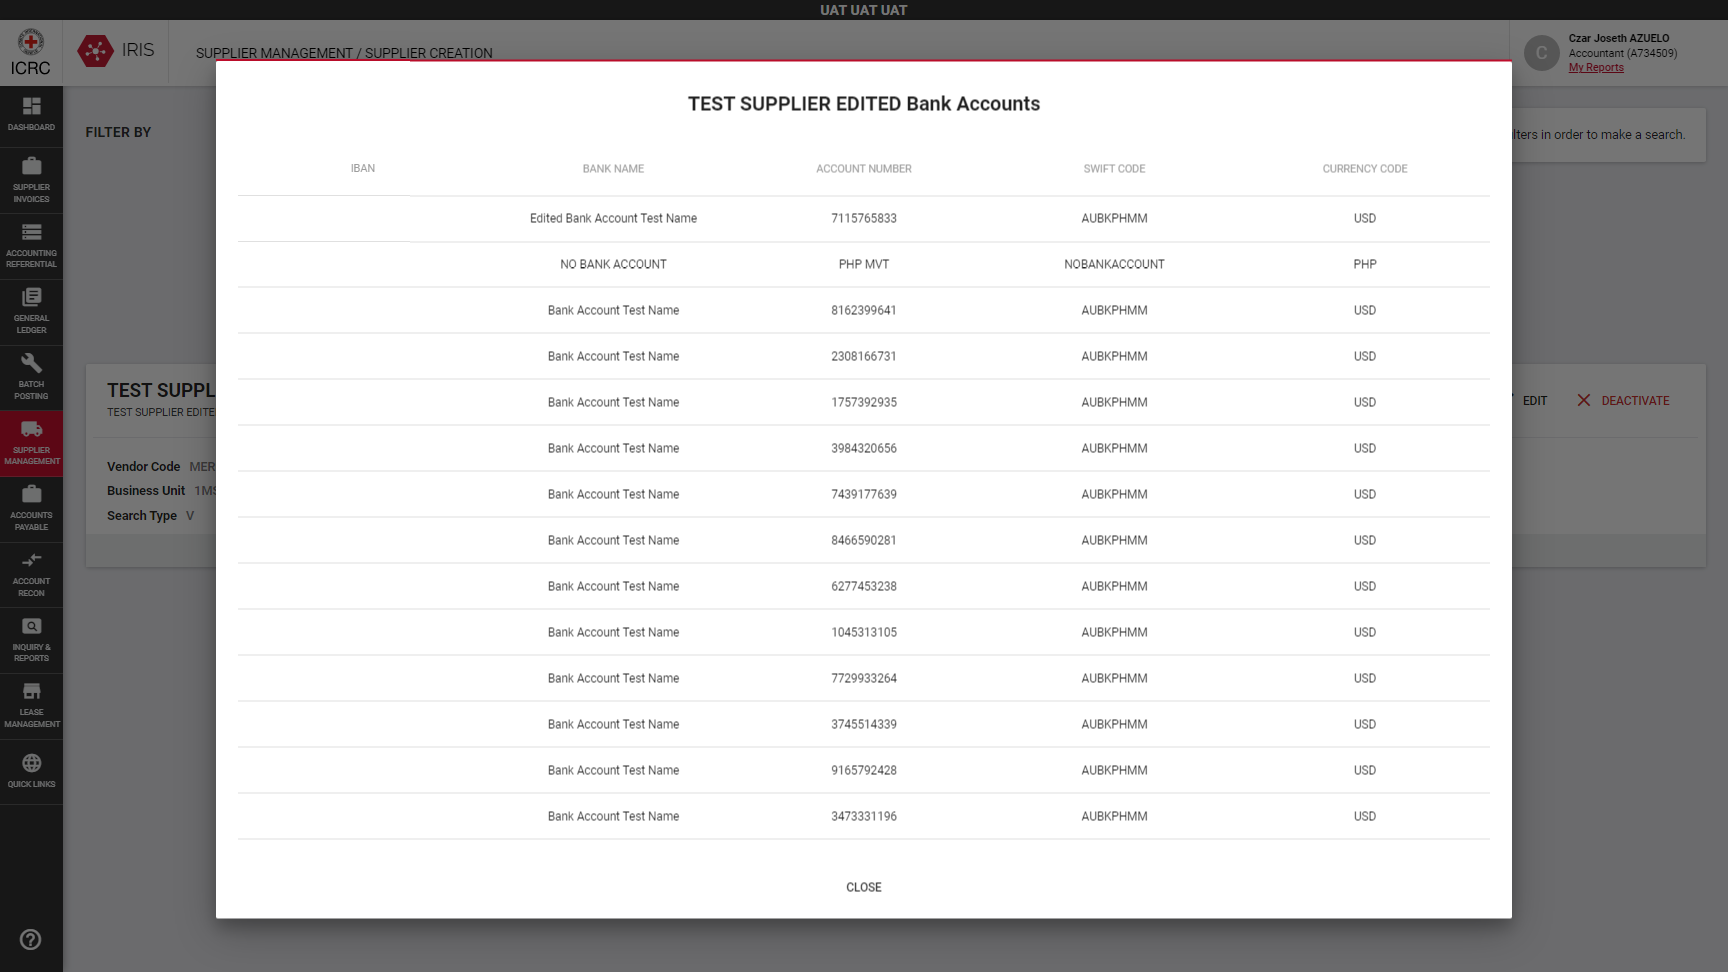 UAT UAT UAT
ICRC
IRIS
SUPPLIER MANAGEMENT / SUPPLIER CREATION
C
Czar Joseth AZUELO
Accountant (A734509)
My Reports
DASHBOARD
SUPPLIER
INVOICES
ACCOUNTING
REFERENTIAL
GENERAL
LEDGER
BATCH
POSTING
SUPPLIER
MANAGEMENT
ACCOUNTS
PAYABLE
ACCOUNT
RECON
INQUIRY &
REPORTS
LEASE
MANAGEMENT
QUICK LINKS
FILTER BY
lters in order to make a search.
TEST SUPPL
TEST SUPPLIER EDITE
EDIT
DEACTIVATE
Vendor Code MER
Business Unit 1MS
Search Type V
TEST SUPPLIER EDITED Bank Accounts
IBAN BANK NAME ACCOUNT NUMBER SWIFT CODE CURRENCY CODE
Edited Bank Account Test Name 7115765833 AUBKPHMM USD
NO BANK ACCOUNT PHP MVT NOBANKACCOUNT PHP
Bank Account Test Name 8162399641 AUBKPHMM USD
Bank Account Test Name 2308166731 AUBKPHMM USD
Bank Account Test Name 1757392935 AUBKPHMM USD
Bank Account Test Name 3984320656 AUBKPHMM USD
Bank Account Test Name 7439177639 AUBKPHMM USD
Bank Account Test Name 8466590281 AUBKPHMM USD
Bank Account Test Name 6277453238 AUBKPHMM USD
Bank Account Test Name 1045313105 AUBKPHMM USD
Bank Account Test Name 7729933264 AUBKPHMM USD
Bank Account Test Name 3745514339 AUBKPHMM USD
Bank Account Test Name 9165792428 AUBKPHMM USD
Bank Account Test Name 3473331196 AUBKPHMM USD
CLOSE